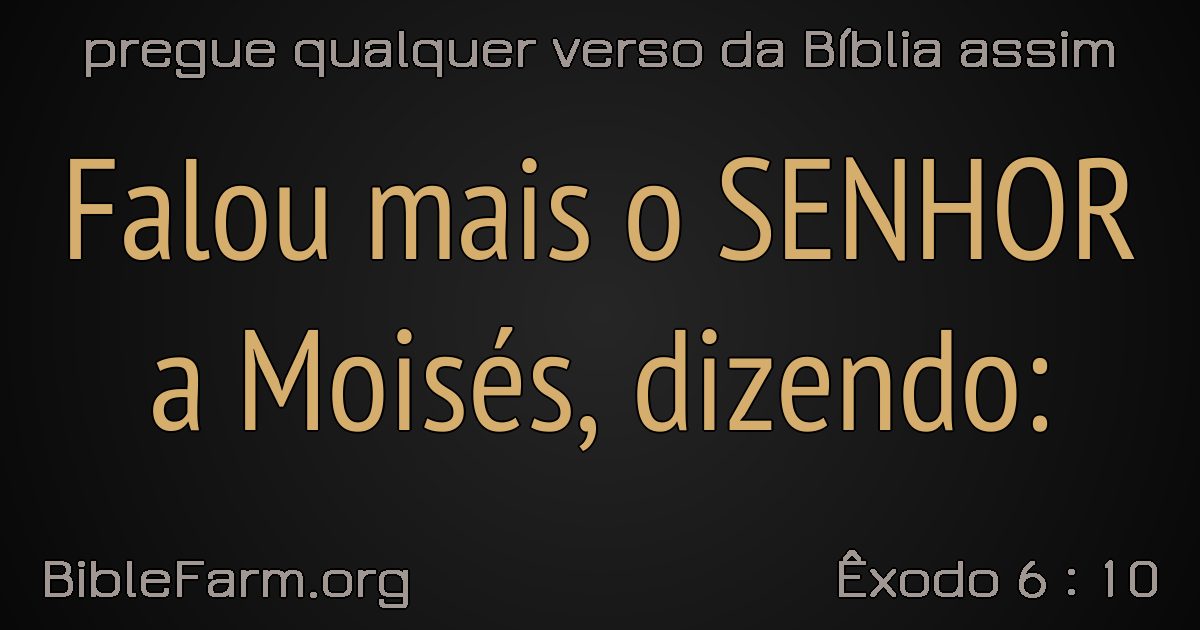 pregue qualquer verso da Bíblia assim
Falou mais o SENHOR
a Moisés, dizendo:
BibleFarm.org
Êxodo 6 : 10